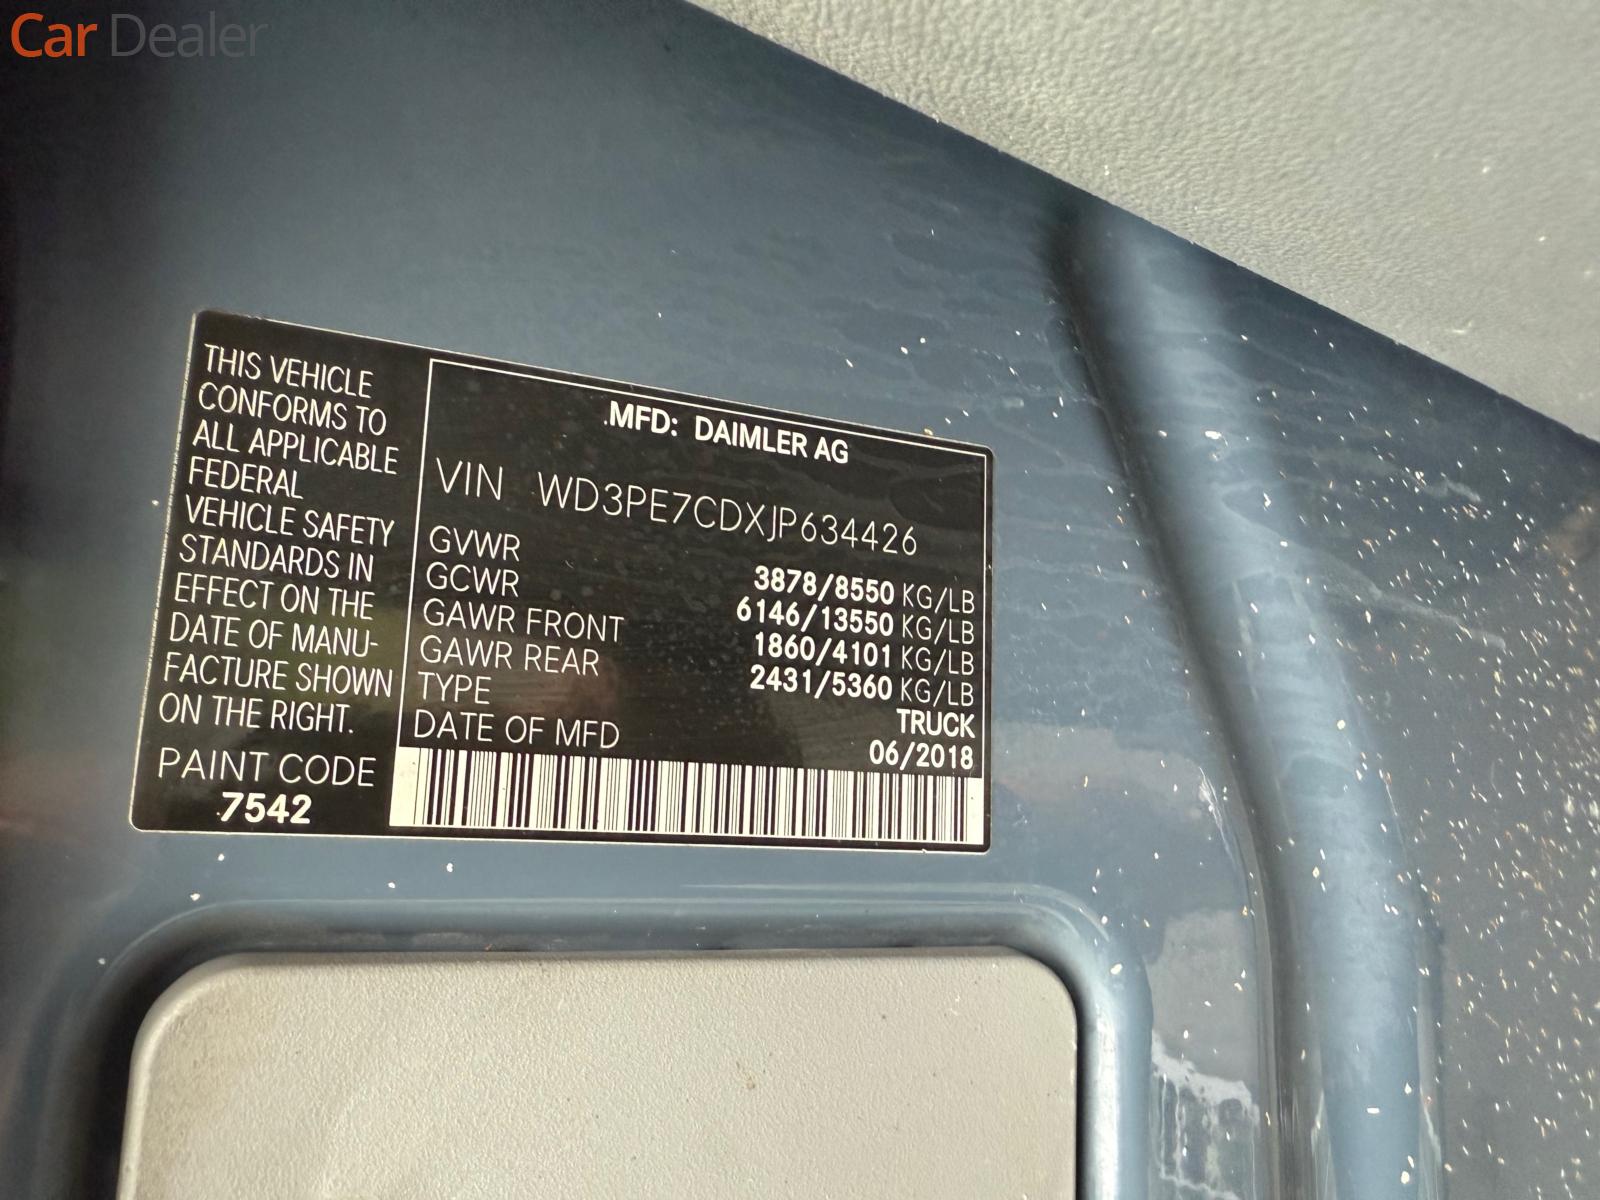 Car Dealer
THIS VEHICLE
CONFORMS TO
ALL APPLICABLE
FEDERAL
VEHICLE SAFETY
STANDARDS IN
EFFECT ON THE
DATE OF MANU-
FACTURE SHOWN
ON THE RIGHT.
PAINT CODE
7542
MFD: DAIMLER AG
VIN WD3PE7CDXJP634426
GVWR 3878/8550 KG/LB
GCWR 6146/13550 KG/LB
GAWR FRONT 1860/4101 KG/LB
GAWR REAR 2431/5360 KG/LB
TYPE TRUCK
DATE OF MFD 06/2018